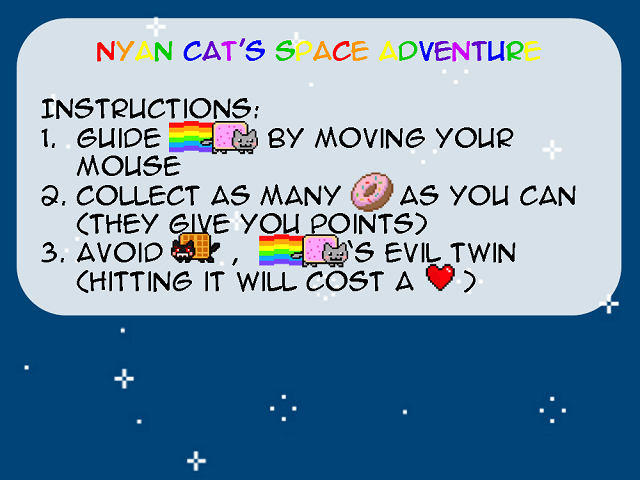 NYAN CAT'S SPACE ADVENTURE
INSTRUCTIONS:
1. GUIDE BY MOVING YOUR
MOUSE
2. COLLECT AS MANY AS YOU CAN
(THEY GIVE YOU POINTS)
3. AVOID , 'S EVIL TWIN
(HITTING IT WILL COST A )